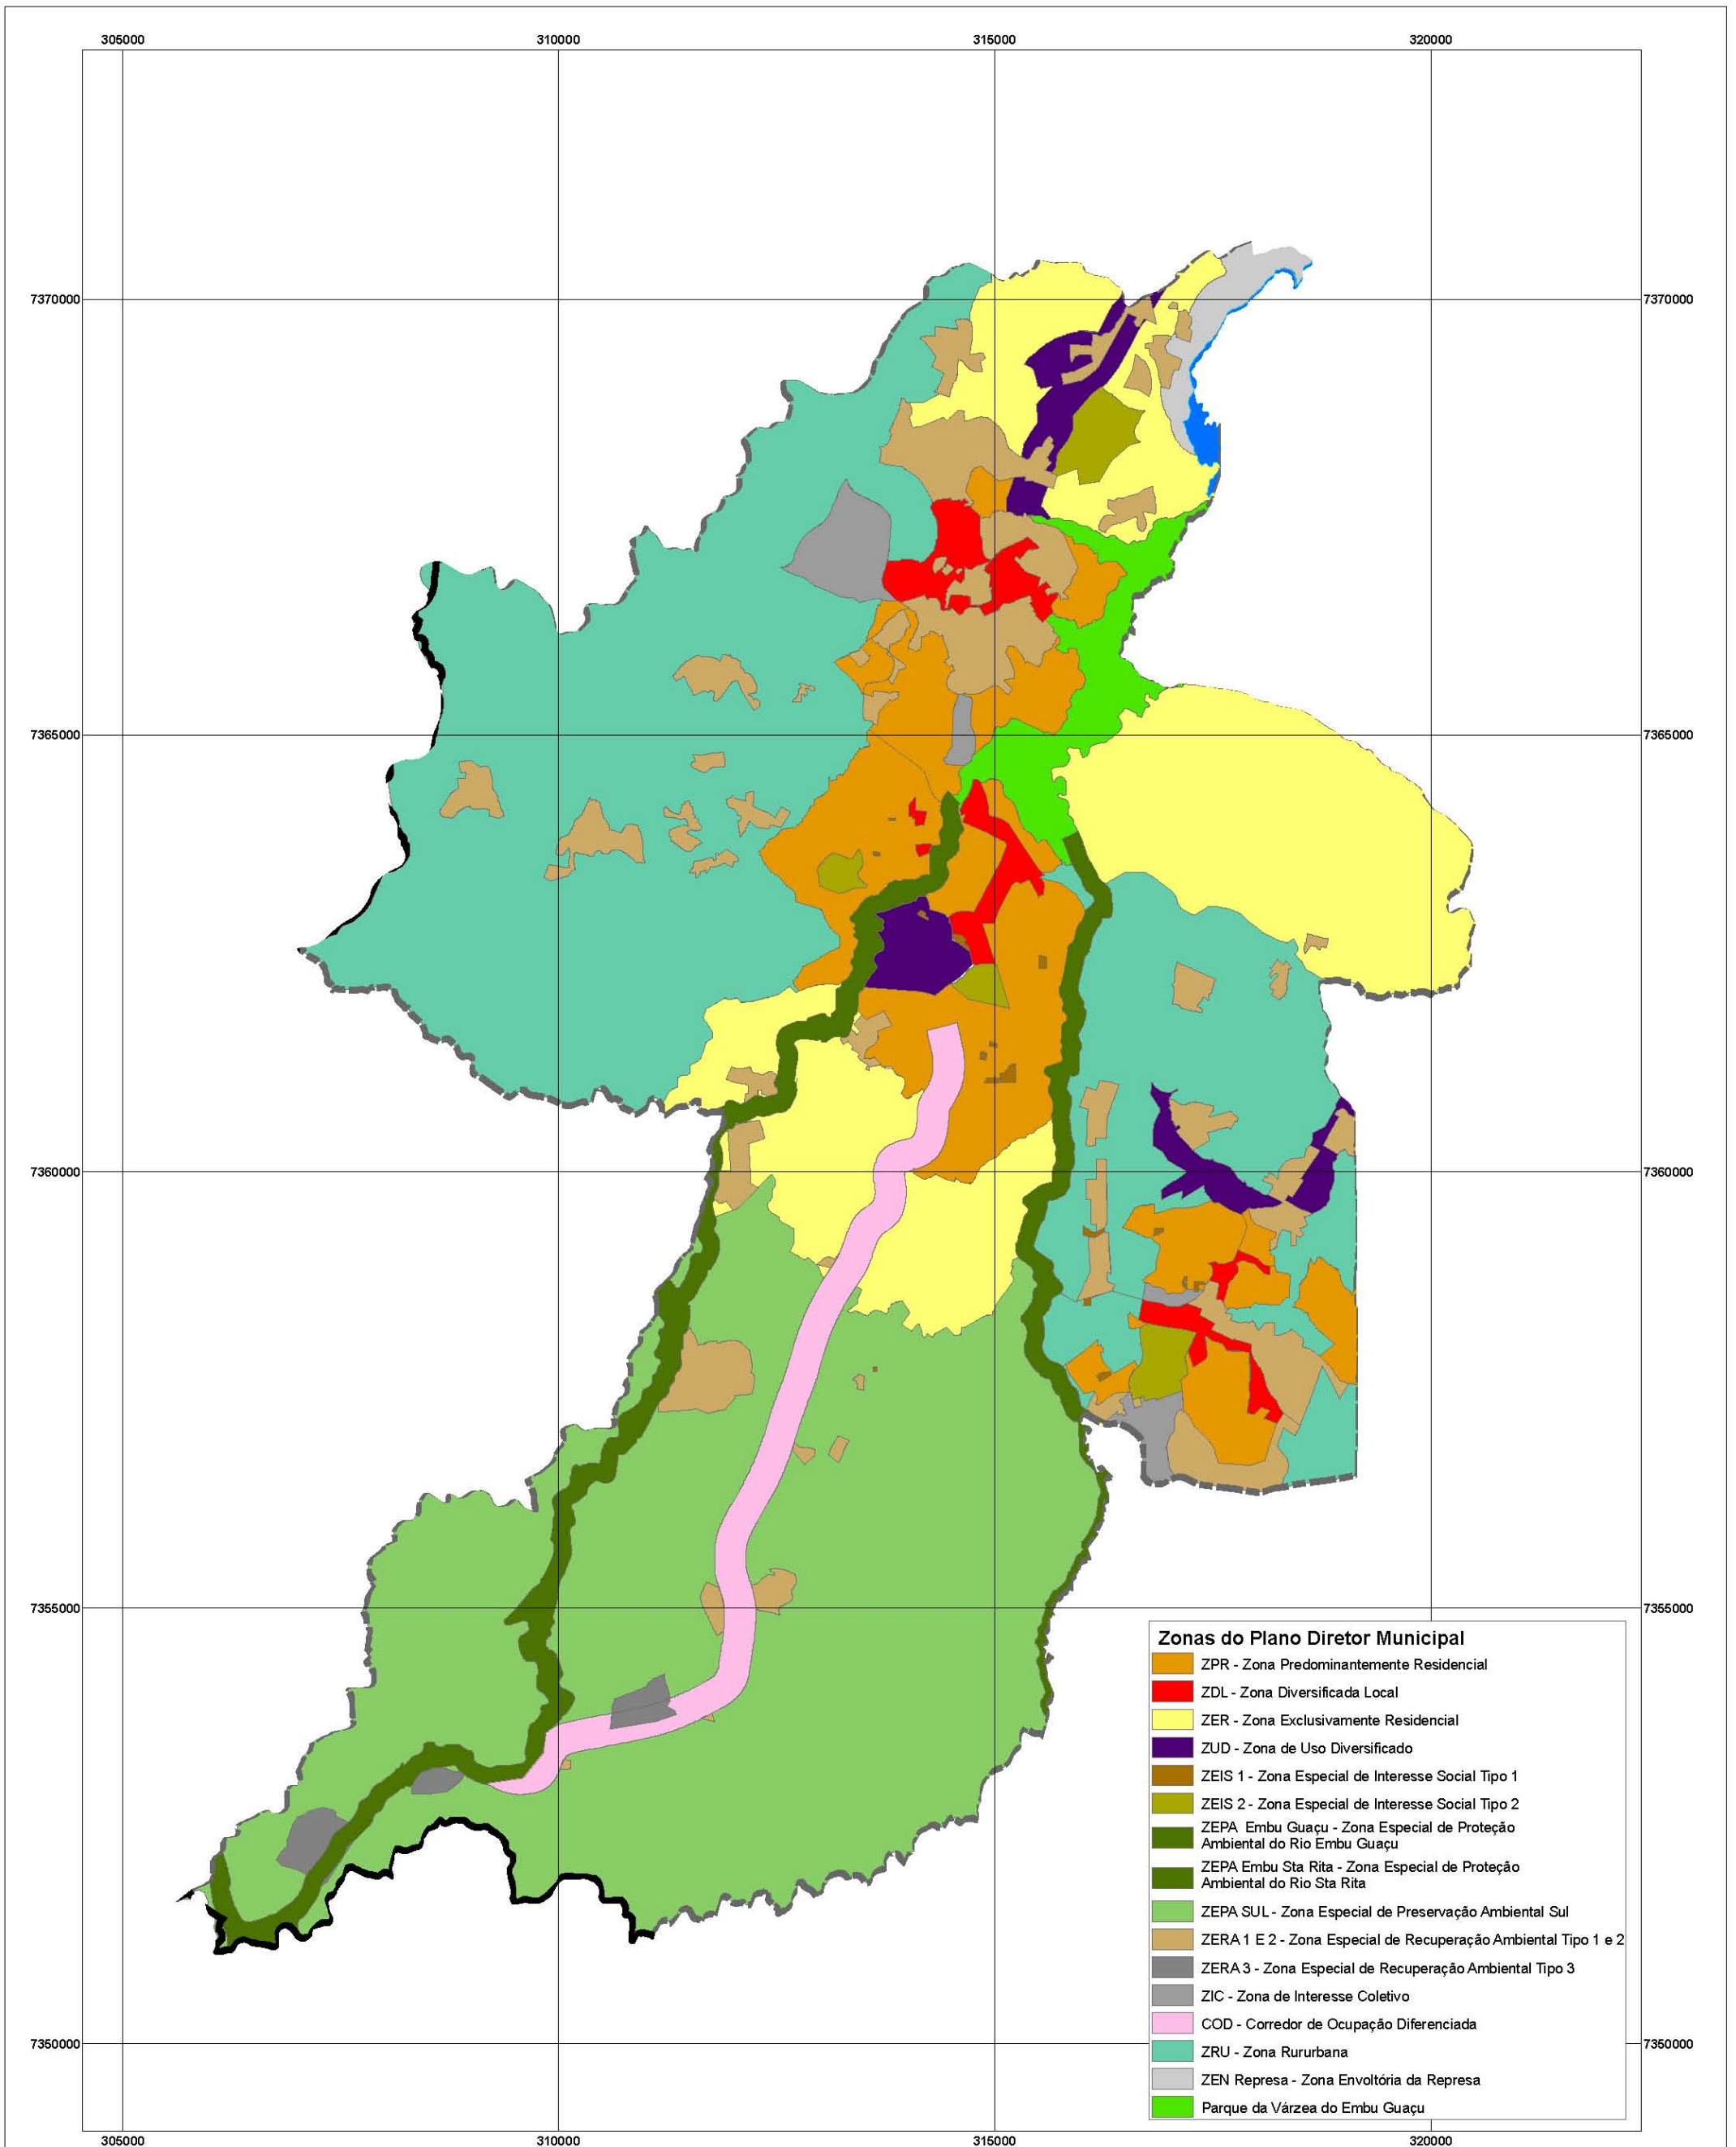 305000 310000 315000 320000
7370000 7370000
7365000 7365000
7360000 7360000
7355000 7355000
Zonas do Plano Diretor Municipal
ZPR - Zona Predominantemente Residencial
ZDL - Zona Diversificada Local
ZER - Zona Exclusivamente Residencial
ZUD - Zona de Uso Diversificado
ZEIS 1 - Zona Especial de Interesse Social Tipo 1
ZEIS 2 - Zona Especial de Interesse Social Tipo 2
ZEPA Embu Guaçu - Zona Especial de Proteção
Ambiental do Rio Embu Guaçu
ZEPA Embu Sta Rita - Zona Especial de Proteção
Ambiental do Rio Sta Rita
ZEPA SUL - Zona Especial de Preservação Ambiental Sul
ZERA 1 E 2 - Zona Especial de Recuperação Ambiental Tipo 1 e 2
ZERA 3 - Zona Especial de Recuperação Ambiental Tipo 3
ZIC - Zona de Interesse Coletivo
COD - Corredor de Ocupação Diferenciada
7350000 7350000
ZRU - Zona Rururbana
ZEN Represa - Zona Envoltória da Represa
Parque da Várzea do Embu Guaçu
305000 310000 315000 320000